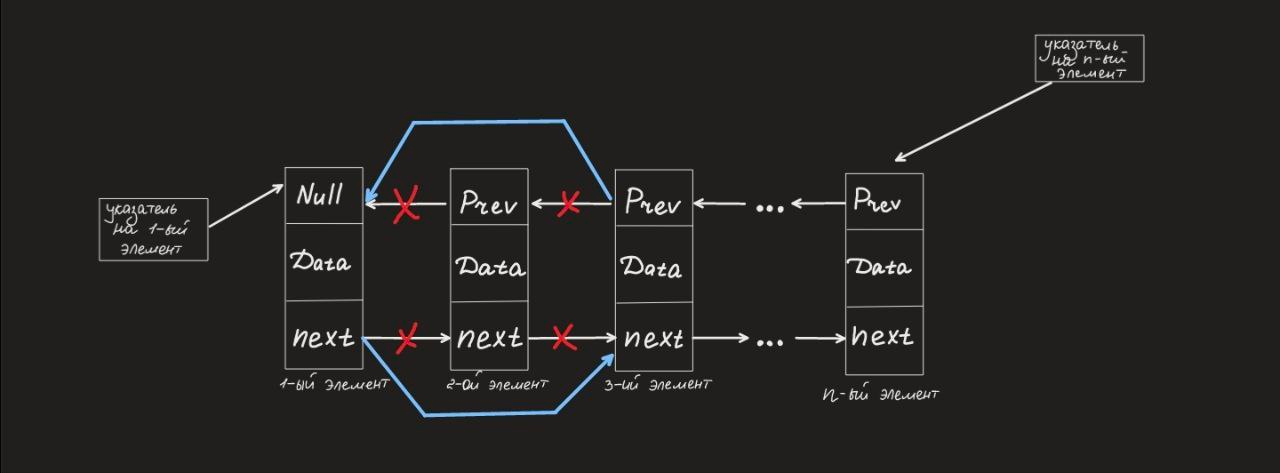 указатель
на 1-ый
элемент
указатель
на n-ый
элемент
Null
Data
next
1-ый элемент
Prev
Data
next
2-ой элемент
Prev
Data
next
3-ий элемент
...
...
Prev
Data
next
n-ый элемент